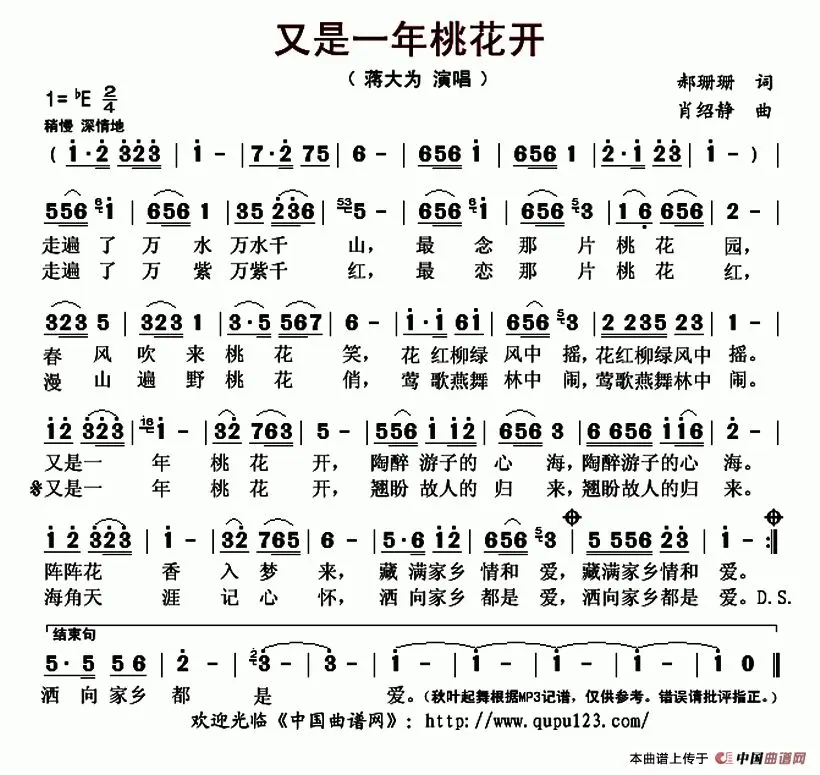 又是一年桃花开
（ 蒋大为 演唱 ）
郝珊珊 词
1= ♭E 2/4
肖绍静 曲
稍慢 深情地
( i·2 323 | i - | 7·2 75 | 6 - | 656 i | 656 1 | 2·i 223 | i - ) |
556 i | 656 1 | 35 236 | 5 - | 656 i | 656 3 | 1 6 656 | 2 - |
走遍了万水万水千山，最念那片桃花园，
走遍了万紫万紫千红，最恋那片桃花红，
323 5 | 323 1 | 3·5 567 | 6 - | i·i 6i | 656 3 | 2 235 23 | 1 - |
春风吹来桃花笑，花红柳绿风中摇，花红柳绿风中摇。
漫山遍野桃花俏，莺歌燕舞林中闹，莺歌燕舞林中闹。
i2 323 | i - | 32 763 | 5 - | 556 i i2 | 656 3 | 6 656 i i6 | 2 - |
又是一年桃花开，陶醉游子的心海，陶醉游子的心海。
又是一年桃花开，翘盼故人的归来，翘盼故人的归来。
i2 323 | i - | 32 765 | 6 - | 5·6 i2 | 656 3 | 5 556 23 | i - :‖
阵阵花香入梦来，藏满家乡情和爱，藏满家乡情和爱。
海角天涯记心怀，洒向家乡都是爱，洒向家乡都是爱。D.S.
结束句
5·5 556 | 2 - | 3 - | 3 - | i - | i - | i - | i 0 ‖
洒向家乡都是爱。(秋叶起舞根据MP3记谱，仅供参考。错误请批评指正。)
欢迎光临《中国曲谱网》：http://www.qupu123.com/
本曲谱上传于 中国曲谱网